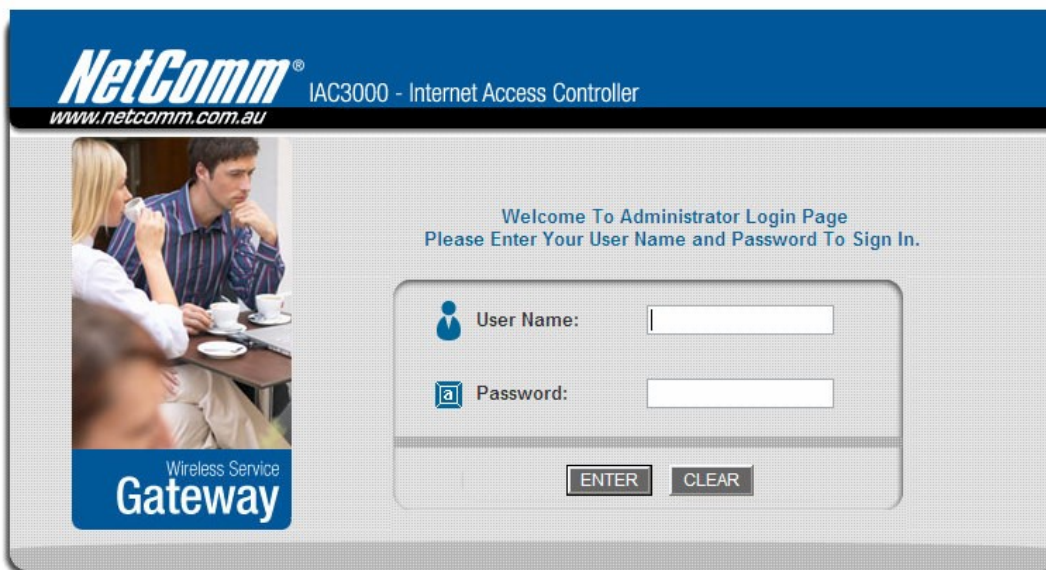 NetComm®
IAC3000 - Internet Access Controller
www.netcomm.com.au
Welcome To Administrator Login Page
Please Enter Your User Name and Password To Sign In.
User Name:
a
Password:
ENTER
CLEAR
Wireless Service
Gateway